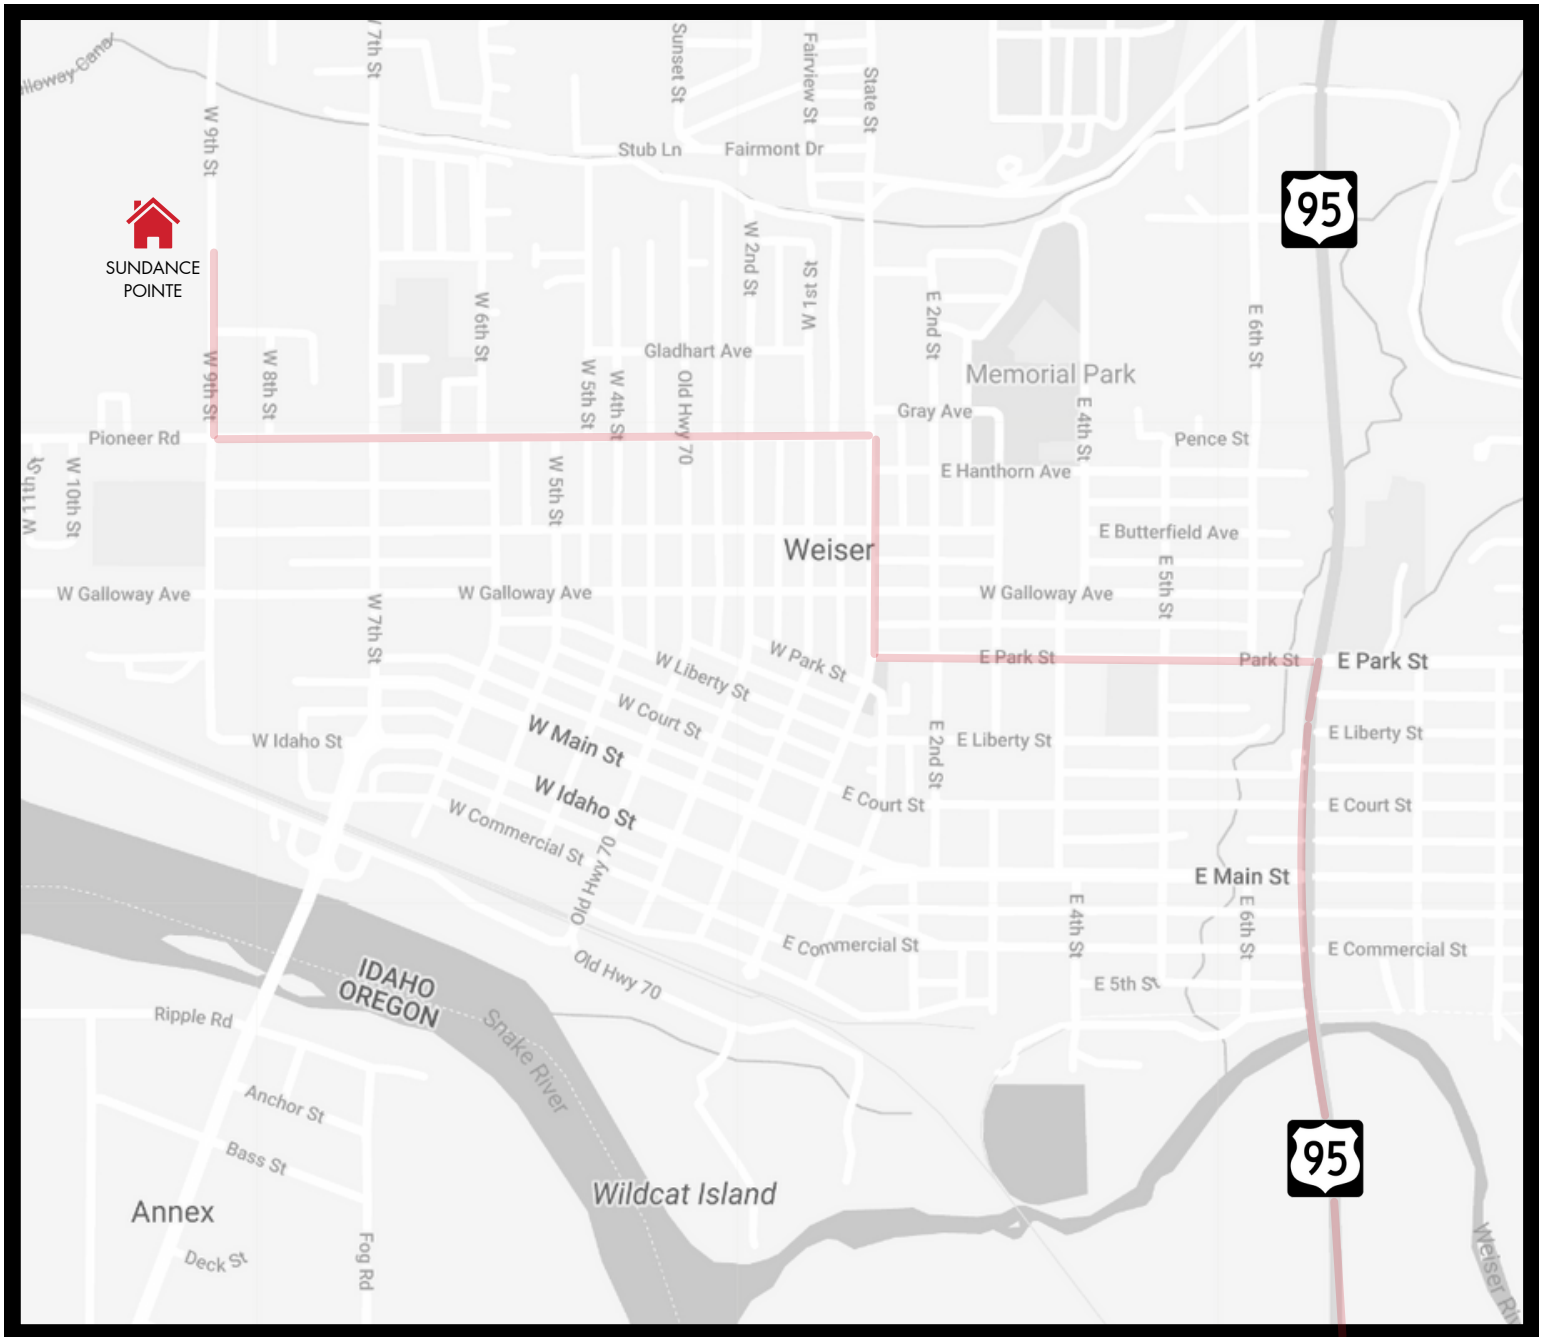 W 7th St
Sunset St
Fairview St
State St
lloway Canal
W 9th St
Stub Ln
Fairmont Dr
95
SUNDANCE
POINTE
W 2nd St
W 1st St
W 6th St
E 2nd St
E 6th St
W 9th St
W 8th St
Gladhart Ave
W 5th St
W 4th St
Old Hwy 70
Memorial Park
Gray Ave
E 4th St
Pioneer Rd
Pence St
W 11th St
W 10th St
W 5th St
E Hanthorn Ave
Weiser
E Butterfield Ave
E 5th St
W Galloway Ave
W Galloway Ave
W Galloway Ave
W 7th St
W Park St
W Liberty St
E Park St
Park St
E Park St
W Court St
W Main St
W Idaho St
E 2nd St
E Liberty St
E Liberty St
W Idaho St
W Commercial St
E Court St
E Court St
Old Hwy 70
E Main St
E 4th St
E 6th St
E Commercial St
E Commercial St
Old Hwy 70
E 5th St
IDAHO
OREGON
Ripple Rd
Snake River
Anchor St
Bass St
95
Wildcat Island
Annex
Deck St
Fog Rd
Weiser Riv